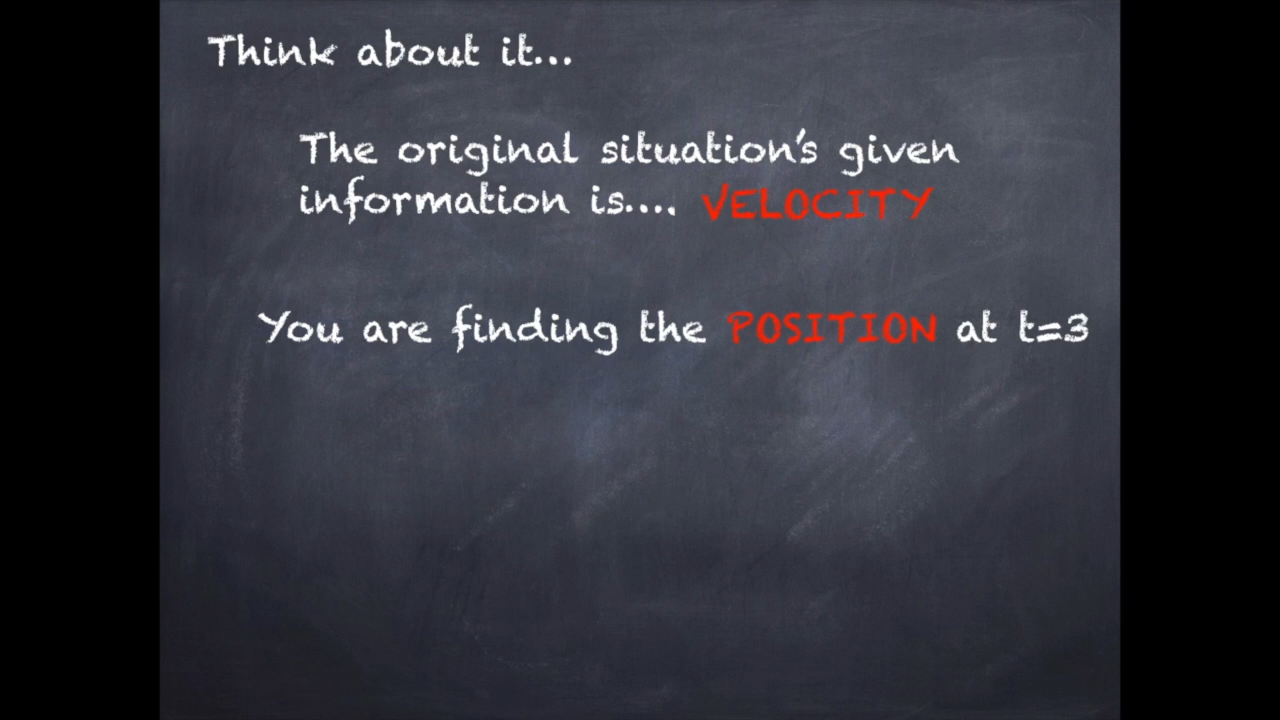 Think about it...
The original situation's given
information is.... VELOCITY
You are finding the POSITION at t=3